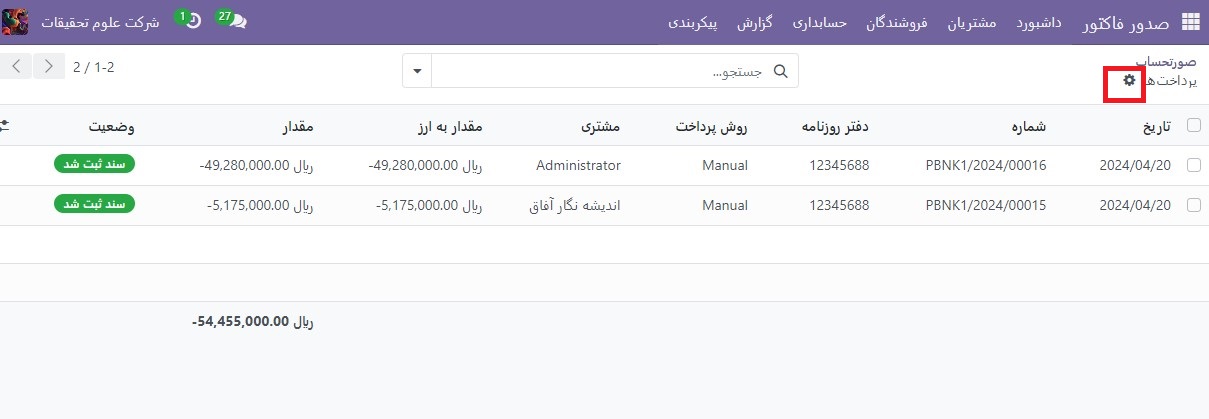 صدور فاکتور داشبورد مشتریان فروشندگان حسابداری گزارش پیکربندی 27 1 شرکت علوم تحقیقات
صورتحساب
پرداخت‌ها
جستجو...
1-2 / 2
تاریخ شماره دفتر روزنامه روش پرداخت مشتری مقدار به ارز مقدار وضعیت
2024/04/20 PBNK1/2024/00016 12345688 Manual Administrator ریال 49,280,000.00- ریال 49,280,000.00- سند ثبت شد
2024/04/20 PBNK1/2024/00015 12345688 Manual اندیشه نگار آفاق ریال 5,175,000.00- ریال 5,175,000.00- سند ثبت شد
ریال 54,455,000.00-